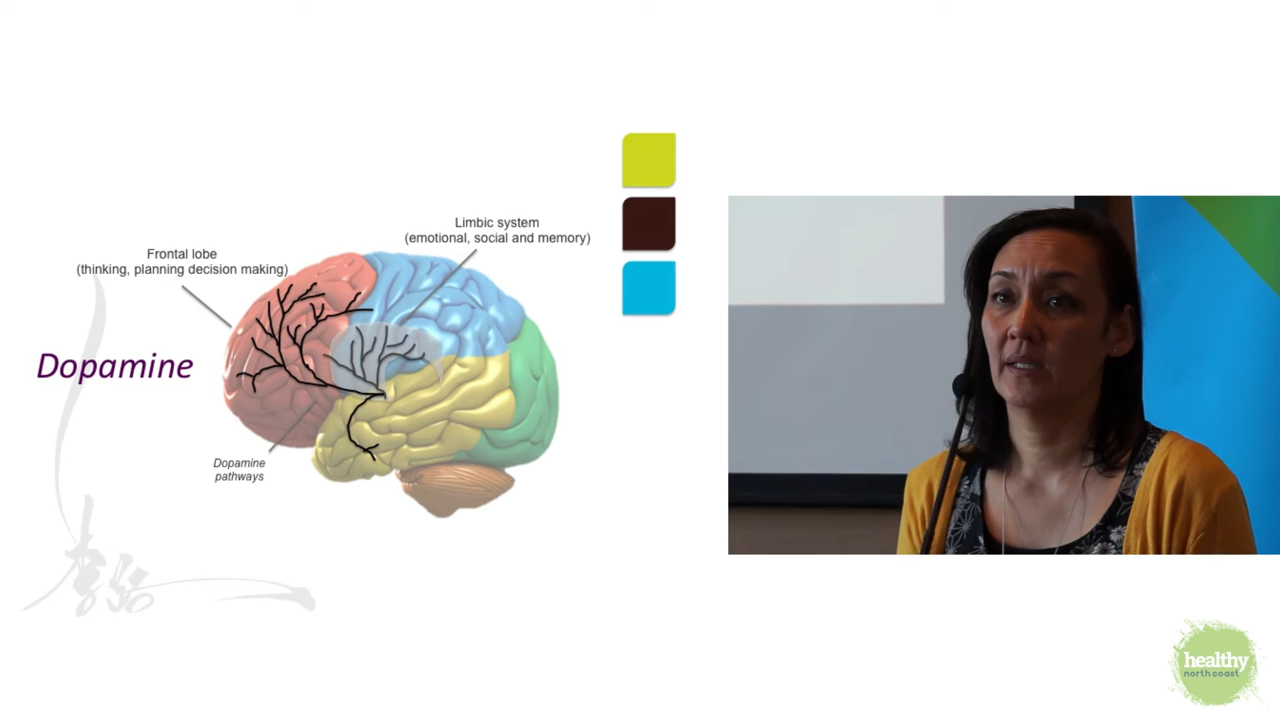 Limbic system
(emotional, social and memory)
Frontal lobe
(thinking, planning decision making)
Dopamine
Dopamine
pathways
healthy
north coast